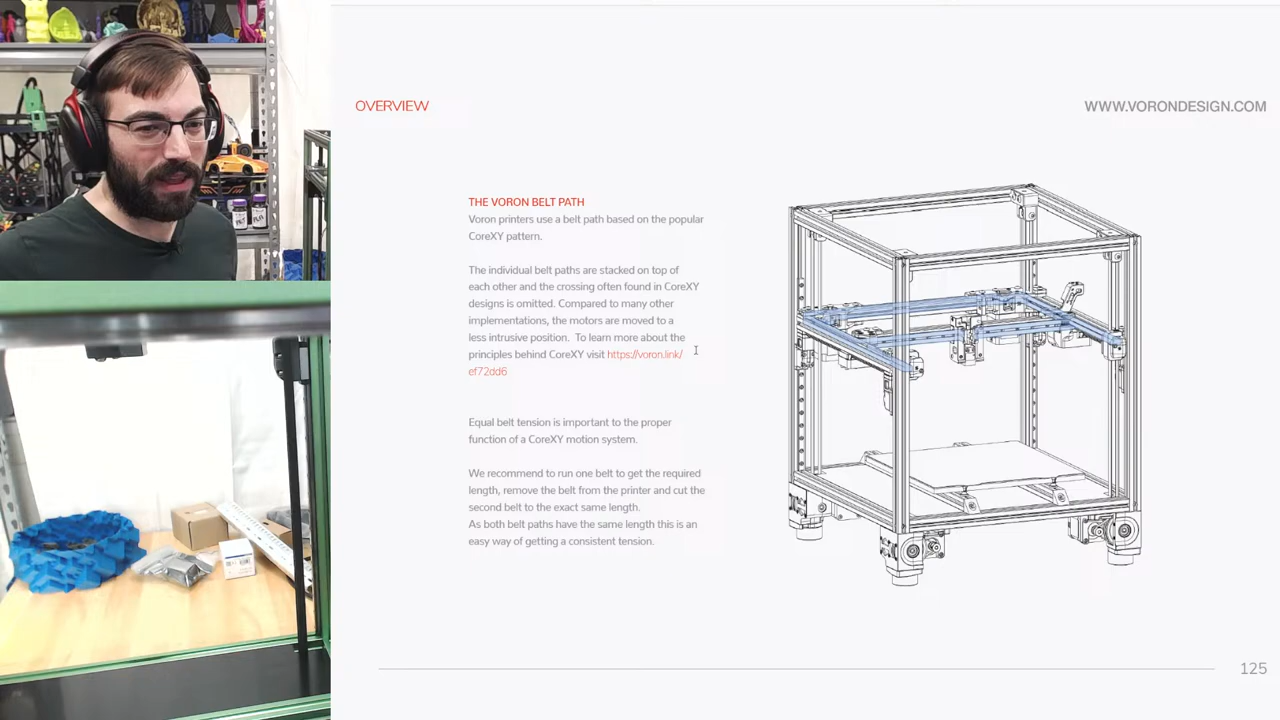 OVERVIEW
WWW.VORONDESIGN.COM
THE VORON BELT PATH
Voron printers use a belt path based on the popular
CoreXY pattern.
The individual belt paths are stacked on top of
each other and the crossing often found in CoreXY
designs is omitted. Compared to many other
implementations, the motors are moved to a
less intrusive position. To learn more about the
principles behind CoreXY visit https://voron.link/
ef72dd6
Equal belt tension is important to the proper
function of a CoreXY motion system.
We recommend to run one belt to get the required
length, remove the belt from the printer and cut the
second belt to the exact same length.
As both belt paths have the same length this is an
easy way of getting a consistent tension.
125